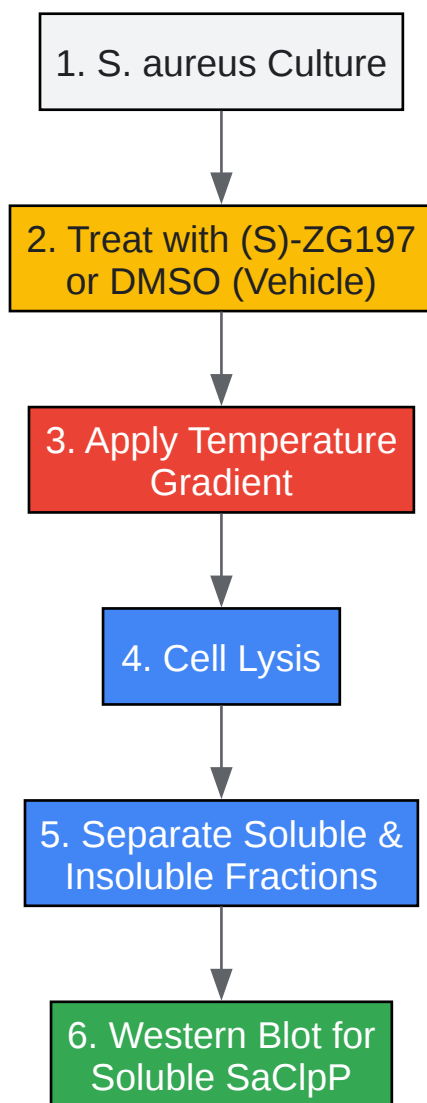 1. S. aureus Culture
2. Treat with (S)-ZG197
or DMSO (Vehicle)
3. Apply Temperature
Gradient
4. Cell Lysis
5. Separate Soluble &
Insoluble Fractions
6. Western Blot for
Soluble SaClpP